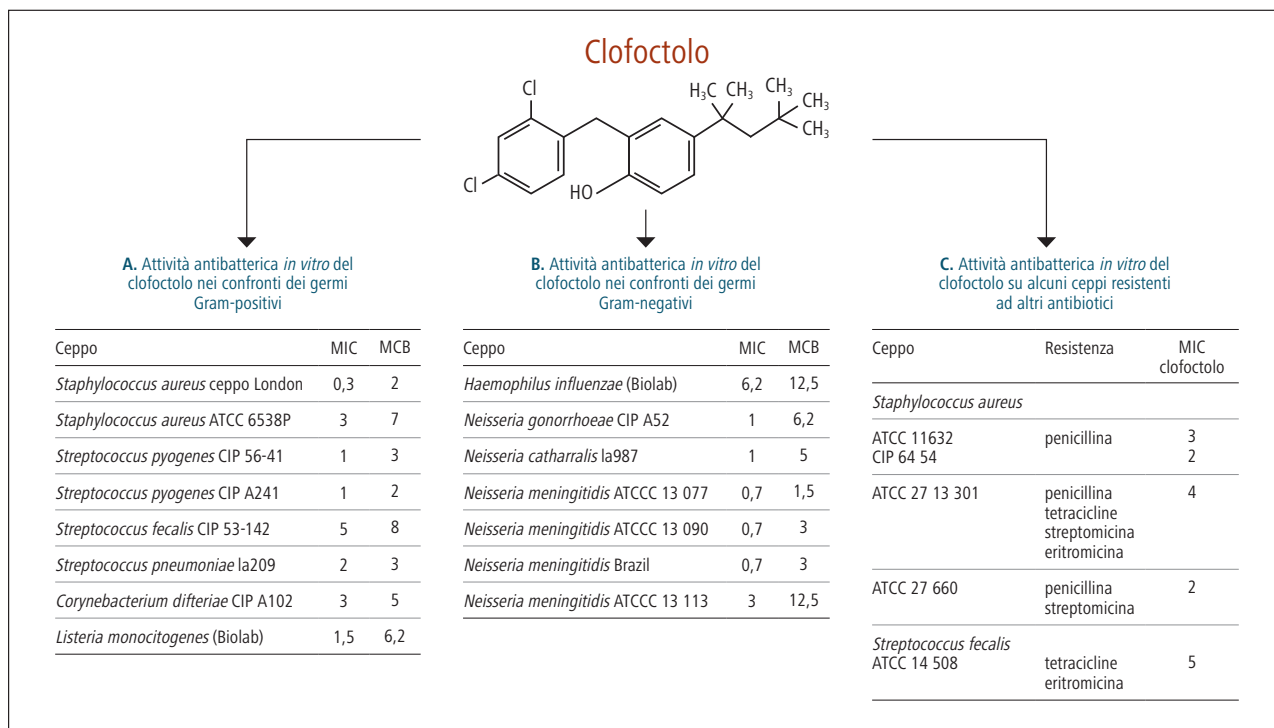 Clofoctolo
Cl
H₃C CH₃ CH₃
CH₃
CH₃
Cl
HO
A. Attività antibatterica in vitro del
clofoctolo nei confronti dei germi
Gram-positivi
Ceppo MIC MCB
Staphylococcus aureus ceppo London 0,3 2
Staphylococcus aureus ATCC 6538P 3 7
Streptococcus pyogenes CIP 56-41 1 3
Streptococcus pyogenes CIP A241 1 2
Streptococcus fecalis CIP 53-142 5 8
Streptococcus pneumoniae la209 2 3
Corynebacterium difteriae CIP A102 3 5
Listeria monocitogenes (Biolab) 1,5 6,2
B. Attività antibatterica in vitro del
clofoctolo nei confronti dei germi
Gram-negativi
Ceppo MIC MCB
Haemophilus influenzae (Biolab) 6,2 12,5
Neisseria gonorrhoeae CIP A52 1 6,2
Neisseria catharralis la987 1 5
Neisseria meningitidis ATCCC 13 077 0,7 1,5
Neisseria meningitidis ATCCC 13 090 0,7 3
Neisseria meningitidis Brazil 0,7 3
Neisseria meningitidis ATCCC 13 113 3 12,5
C. Attività antibatterica in vitro del
clofoctolo su alcuni ceppi resistenti
ad altri antibiotici
Ceppo Resistenza MIC
clofoctolo
Staphylococcus aureus
ATCC 11632 penicillina 3
CIP 64 54 2
ATCC 27 13 301 penicillina 4
tetracicline
streptomicina
eritromicina
ATCC 27 660 penicillina 2
streptomicina
Streptococcus fecalis
ATCC 14 508 tetracicline 5
eritromicina